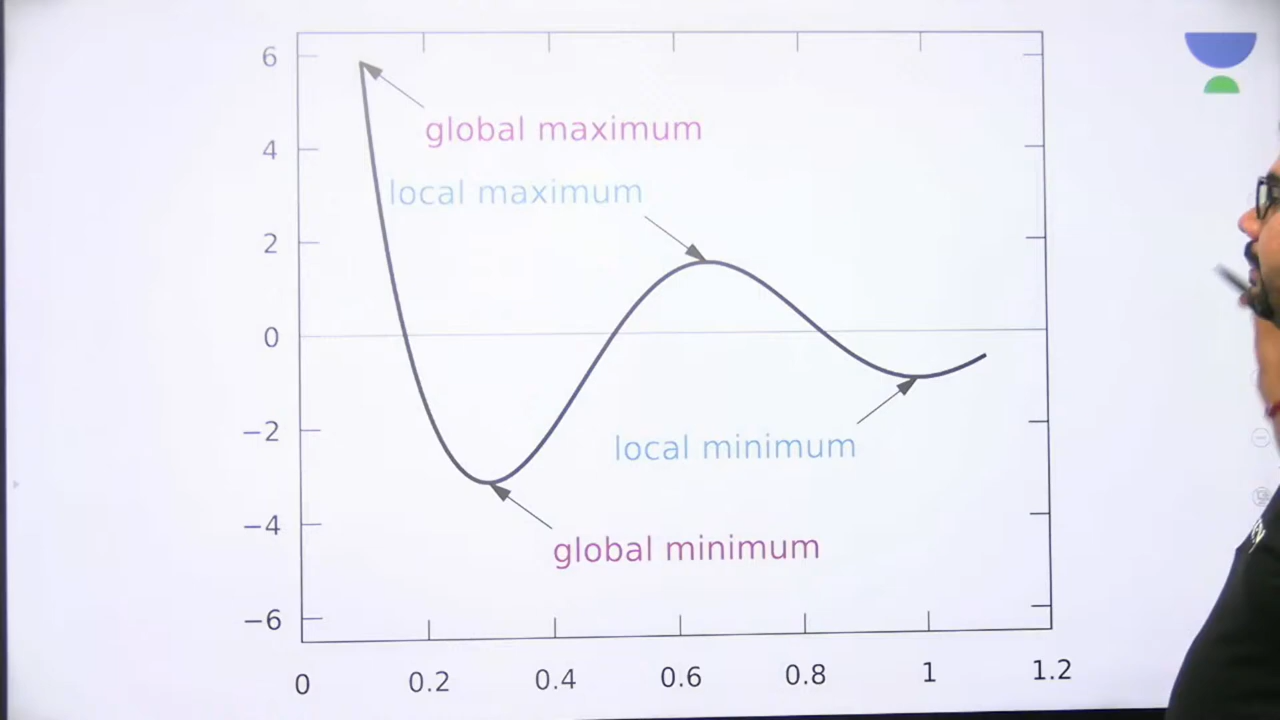 6
global maximum
4
local maximum
2
0
−2
local minimum
−4
global minimum
−6
0 0.2 0.4 0.6 0.8 1 1.2